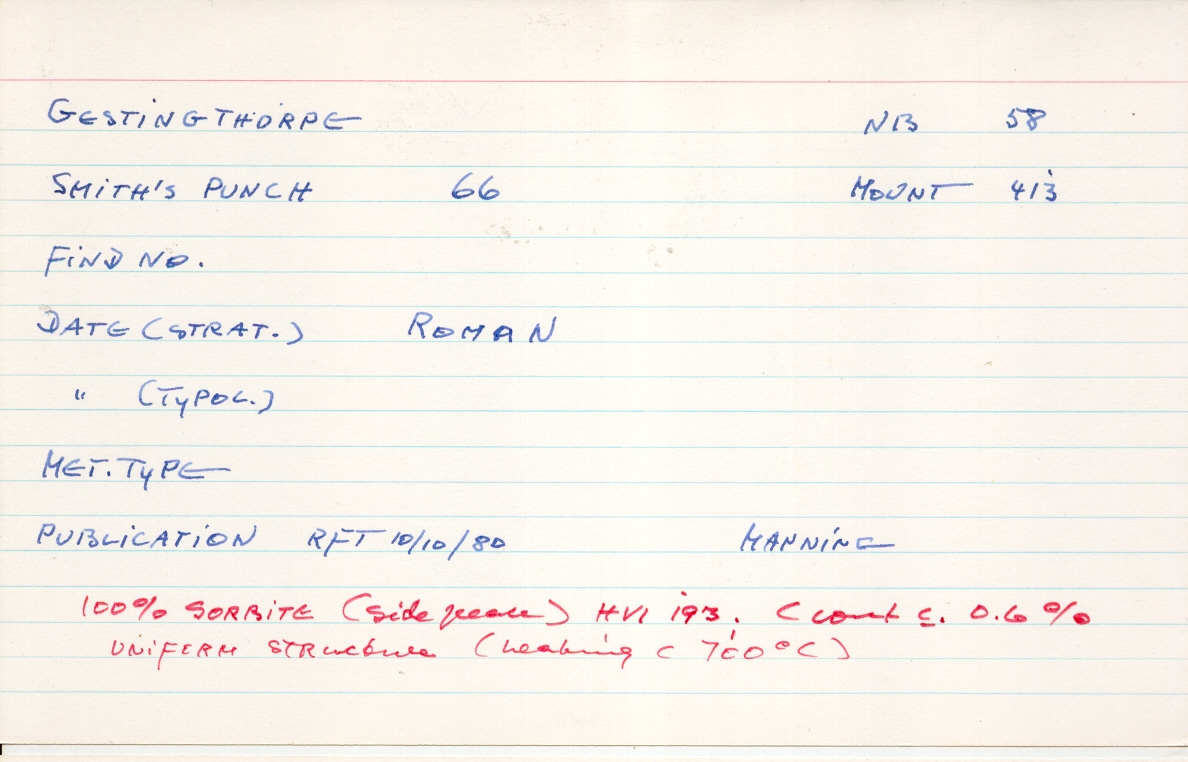 GESTINGTHORPE NB 58
SMITH'S PUNCH 66 MOUNT 413
FIND NO.
DATE (STRAT.) ROMAN
" (TYPOL.)
MET. TYPE
PUBLICATION RFT 10/10/80 MANNING
100% SORBITE (side) HV1 193. C cont c. 0.6%
UNIFORM STRUCTURE (heating c 700°C)